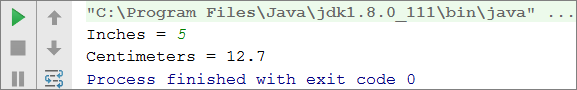 "C:\Program Files\Java\jdk1.8.0_111\bin\java" ...
Inches = 5
Centimeters = 12.7
Process finished with exit code 0